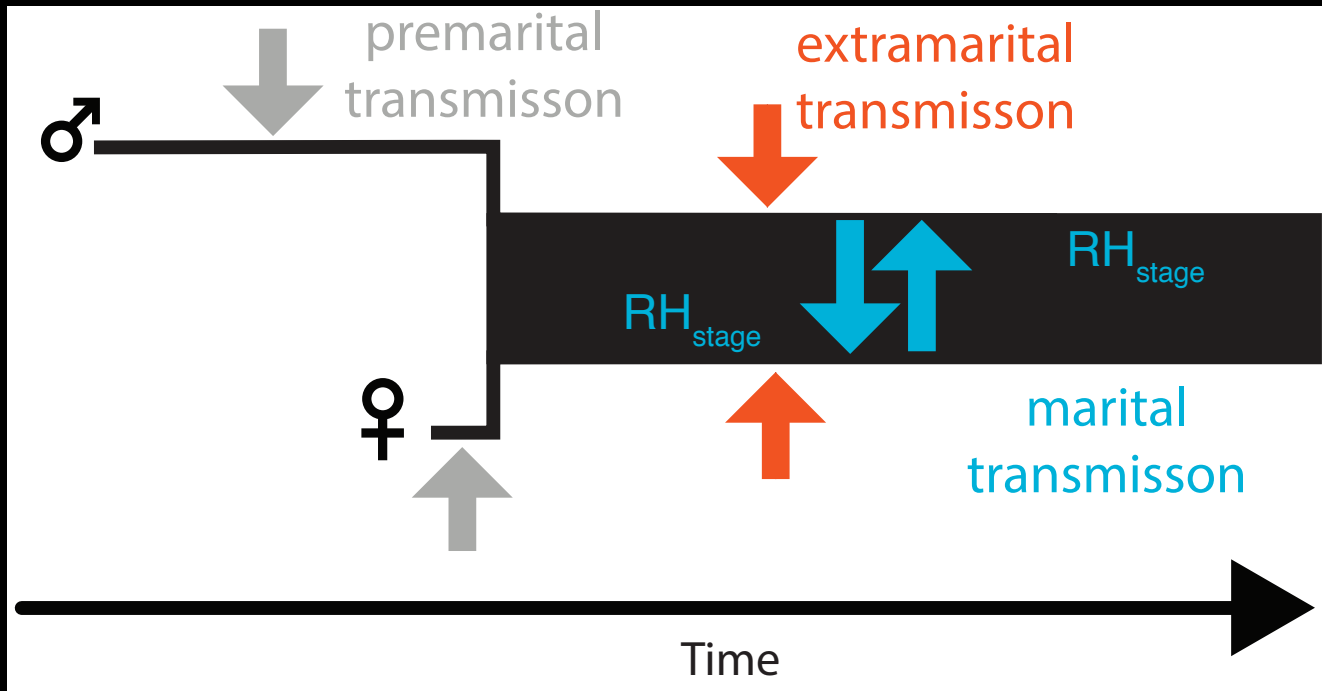 premarital
transmisson
extramarital
transmisson
RHstage
RHstage
marital
transmisson
Time